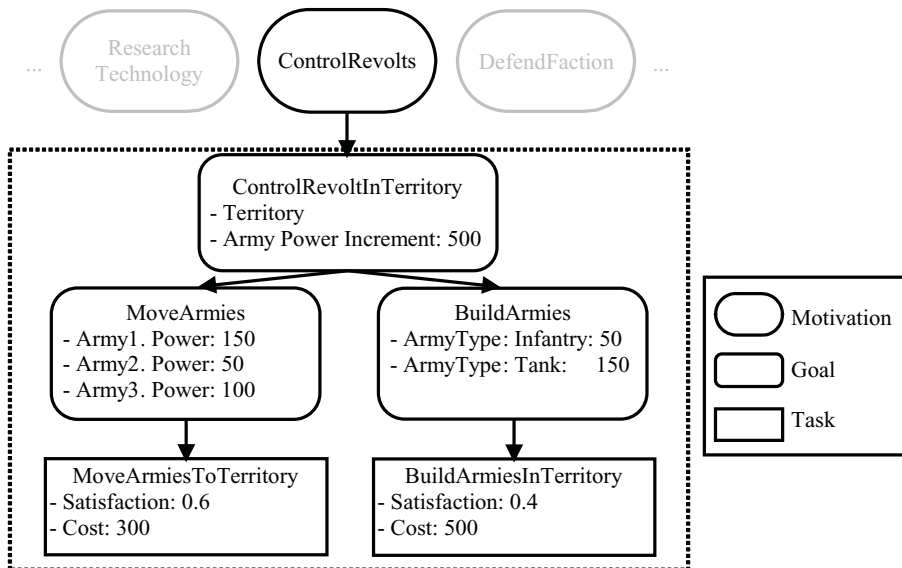 ... Research
Technology
ControlRevolts
DefendFaction ...
ControlRevoltInTerritory
- Territory
- Army Power Increment: 500
MoveArmies
- Army1. Power: 150
- Army2. Power: 50
- Army3. Power: 100
BuildArmies
- ArmyType: Infantry: 50
- ArmyType: Tank: 150
MoveArmiesToTerritory
- Satisfaction: 0.6
- Cost: 300
BuildArmiesInTerritory
- Satisfaction: 0.4
- Cost: 500
Motivation
Goal
Task